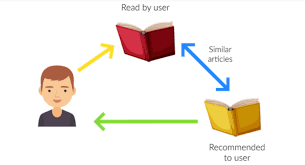 Read by user
Similar
articles
Recommended
to user